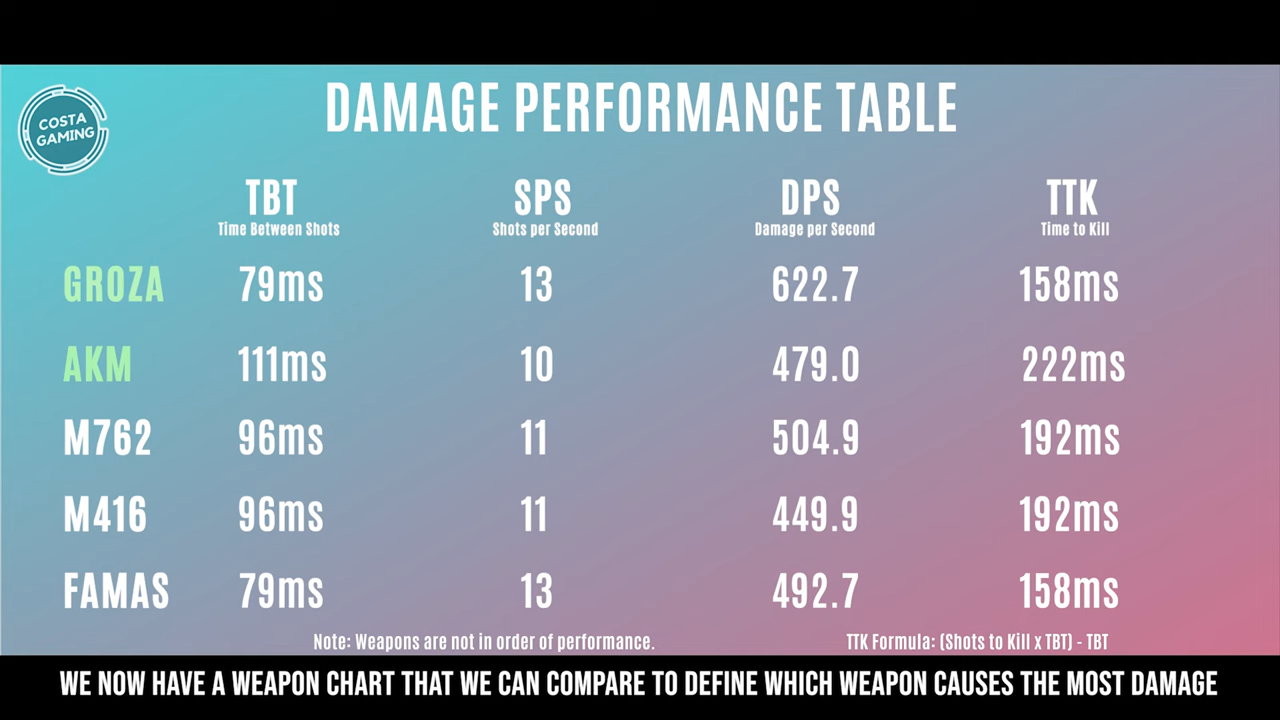 COSTA
GAMING
DAMAGE PERFORMANCE TABLE
TBT SPS DPS TTK
Time Between Shots Shots per Second Damage per Second Time to Kill
GROZA 79ms 13 622.7 158ms
AKM 111ms 10 479.0 222ms
M762 96ms 11 504.9 192ms
M416 96ms 11 449.9 192ms
FAMAS 79ms 13 492.7 158ms
Note: Weapons are not in order of performance. TTK Formula: (Shots to Kill x TBT) - TBT
WE NOW HAVE A WEAPON CHART THAT WE CAN COMPARE TO DEFINE WHICH WEAPON CAUSES THE MOST DAMAGE